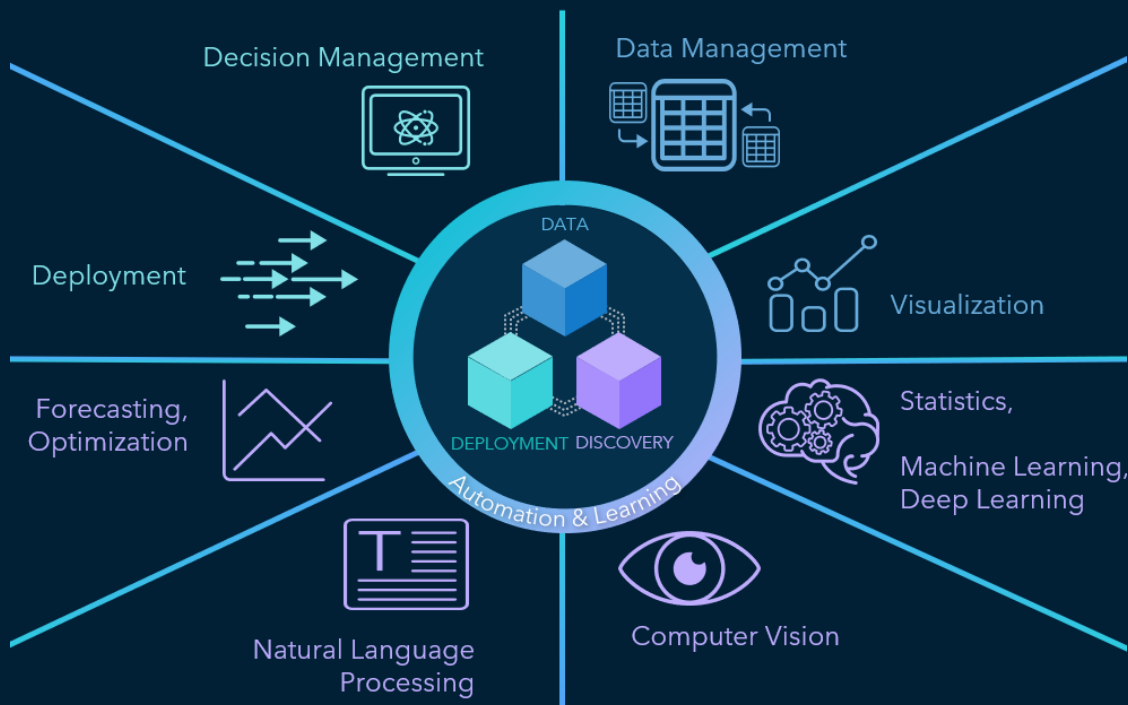 Decision Management
Data Management
DATA
Deployment
Visualization
Forecasting,
Optimization
Statistics,
Machine Learning,
Deep Learning
DEPLOYMENT
DISCOVERY
Automation & Learning
T
Natural Language
Processing
Computer Vision